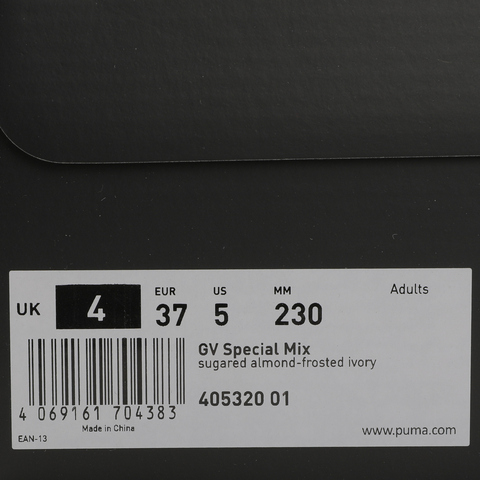 UK 4 EUR 37 US 5 MM 230 Adults
GV Special Mix
sugared almond-frosted ivory
405320 01
4 069161 704383
Made in China
EAN-13
www.puma.com